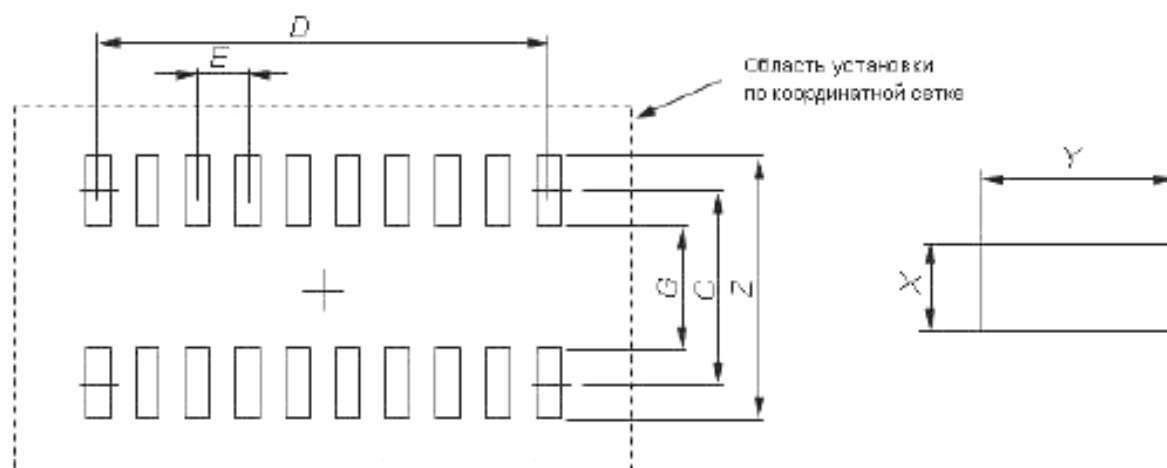 D
E
Область установки
по координатной сетке
Y
G
C
Z
X